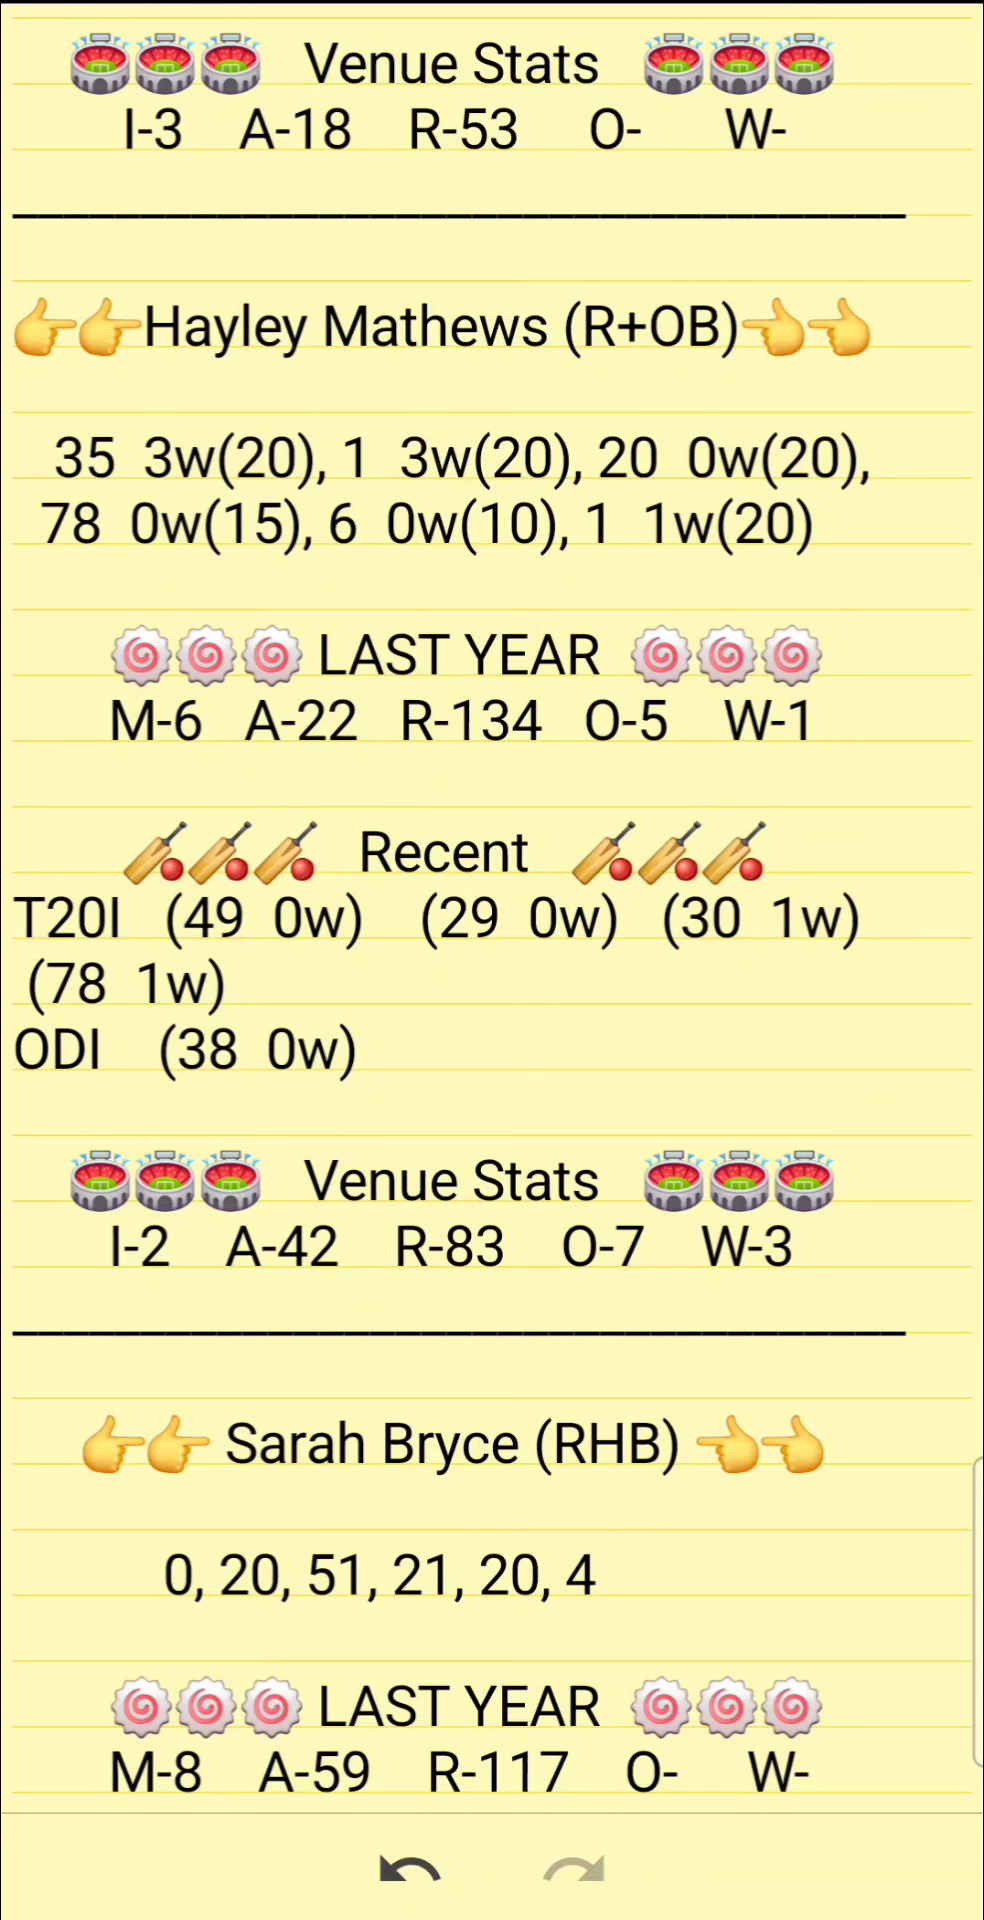 🏟️🏟️🏟️ Venue Stats 🏟️🏟️🏟️
I-3 A-18 R-53 O- W-
👉👉Hayley Mathews (R+OB)👈👈
35 3w(20), 1 3w(20), 20 0w(20),
78 0w(15), 6 0w(10), 1 1w(20)
🍥🍥🍥 LAST YEAR 🍥🍥🍥
M-6 A-22 R-134 O-5 W-1
🏏🏏🏏 Recent 🏏🏏🏏
T20I (49 0w) (29 0w) (30 1w)
(78 1w)
ODI (38 0w)
🏟️🏟️🏟️ Venue Stats 🏟️🏟️🏟️
I-2 A-42 R-83 O-7 W-3
👉👉 Sarah Bryce (RHB) 👈👈
0, 20, 51, 21, 20, 4
🍥🍥🍥 LAST YEAR 🍥🍥🍥
M-8 A-59 R-117 O- W-